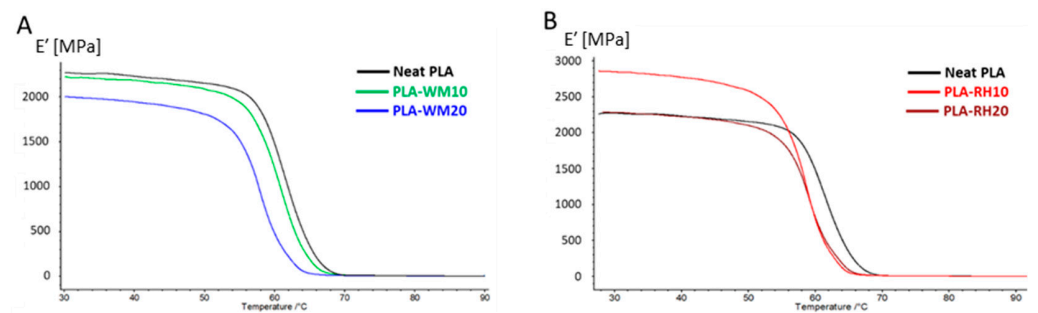 A
E’ [MPa]
Neat PLA
PLA-WM10
PLA-WM20
2000
1500
1000
500
0
30 40 50 60 70 80 90
Temperature /°C
B
E’ [MPa]
Neat PLA
PLA-RH10
PLA-RH20
3000
2500
2000
1500
1000
500
0
30 40 50 60 70 80 90
Temperature /°C